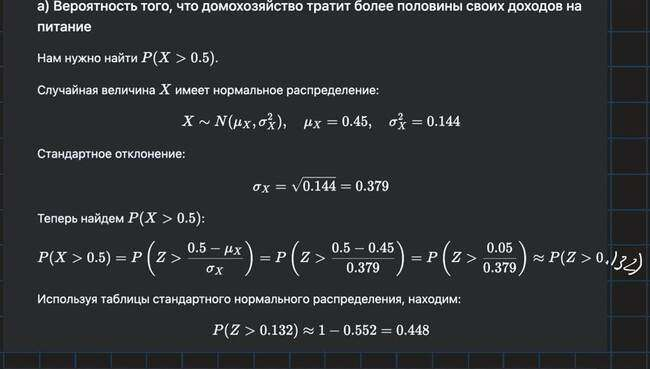 а) Вероятность того, что домохозяйство тратит более половины своих доходов на
питание
Нам нужно найти P(X > 0.5).
Случайная величина X имеет нормальное распределение:
X ∼ N(μ_X, σ_X^2), μ_X = 0.45, σ_X^2 = 0.144
Стандартное отклонение:
σ_X = √0.144 = 0.379
Теперь найдем P(X > 0.5):
P(X > 0.5) = P(Z > (0.5 − μ_X)/σ_X) = P(Z > (0.5 − 0.45)/0.379) = P(Z > 0.05/0.379) ≈ P(Z > 0.132)
Используя таблицы стандартного нормального распределения, находим:
P(Z > 0.132) ≈ 1 − 0.552 = 0.448